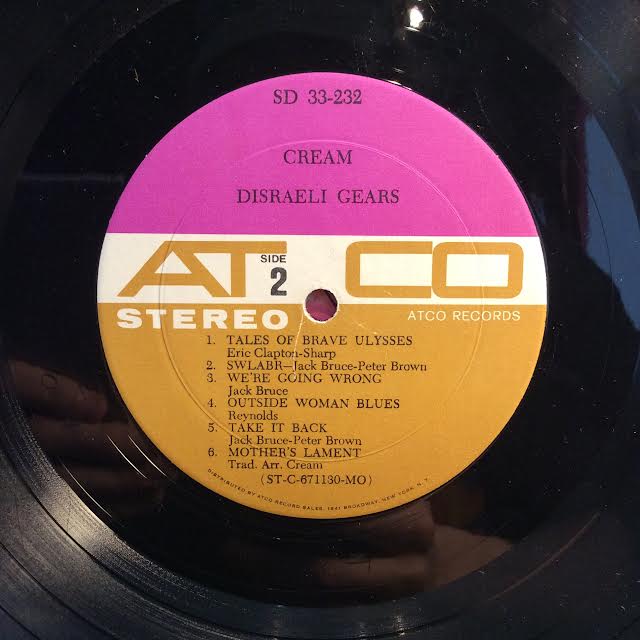 SD 33-232
CREAM
DISRAELI GEARS
ATCO
SIDE
2
STEREO
ATCO RECORDS
1. TALES OF BRAVE ULYSSES
Eric Clapton-Sharp
2. SWLABR—Jack Bruce-Peter Brown
3. WE'RE GOING WRONG
Jack Bruce
4. OUTSIDE WOMAN BLUES
Reynolds
5. TAKE IT BACK
Jack Bruce-Peter Brown
6. MOTHER'S LAMENT
Trad. Arr. Cream
(ST-C-671130-MO)
DISTRIBUTED BY ATCO RECORD SALES, 1841 BROADWAY, NEW YORK, N. Y.